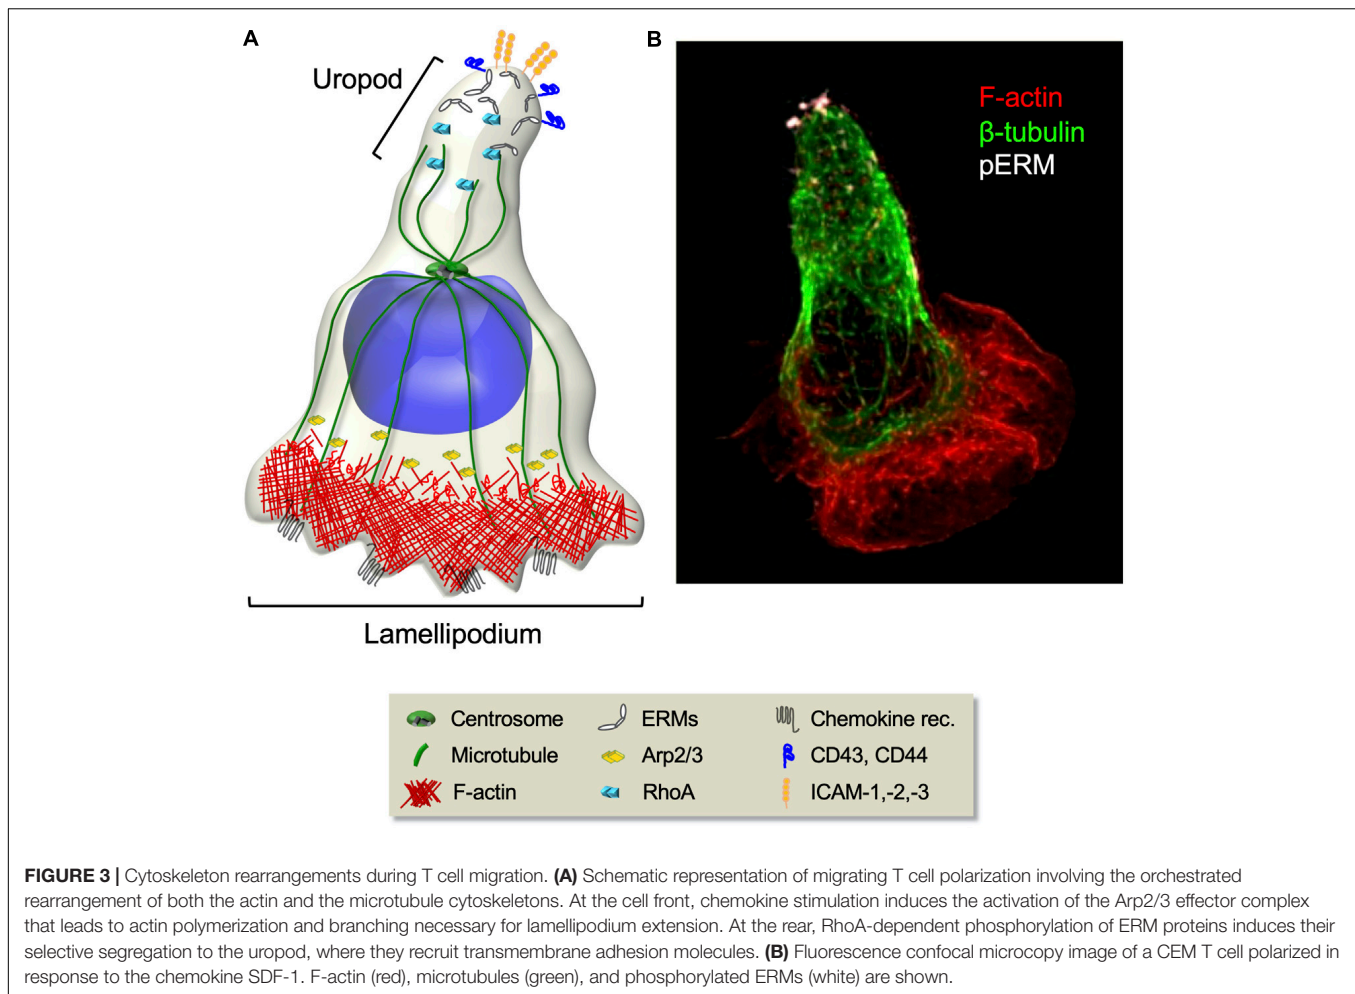 A
B
Uropod
F-actin
β-tubulin
pERM
Lamellipodium
Centrosome ERMs Chemokine rec.
Microtubule Arp2/3 CD43, CD44
F-actin RhoA ICAM-1,-2,-3
FIGURE 3 | Cytoskeleton rearrangements during T cell migration. (A) Schematic representation of migrating T cell polarization involving the orchestrated
rearrangement of both the actin and the microtubule cytoskeletons. At the cell front, chemokine stimulation induces the activation of the Arp2/3 effector complex
that leads to actin polymerization and branching necessary for lamellipodium extension. At the rear, RhoA-dependent phosphorylation of ERM proteins induces their
selective segregation to the uropod, where they recruit transmembrane adhesion molecules. (B) Fluorescence confocal microcopy image of a CEM T cell polarized in
response to the chemokine SDF-1. F-actin (red), microtubules (green), and phosphorylated ERMs (white) are shown.